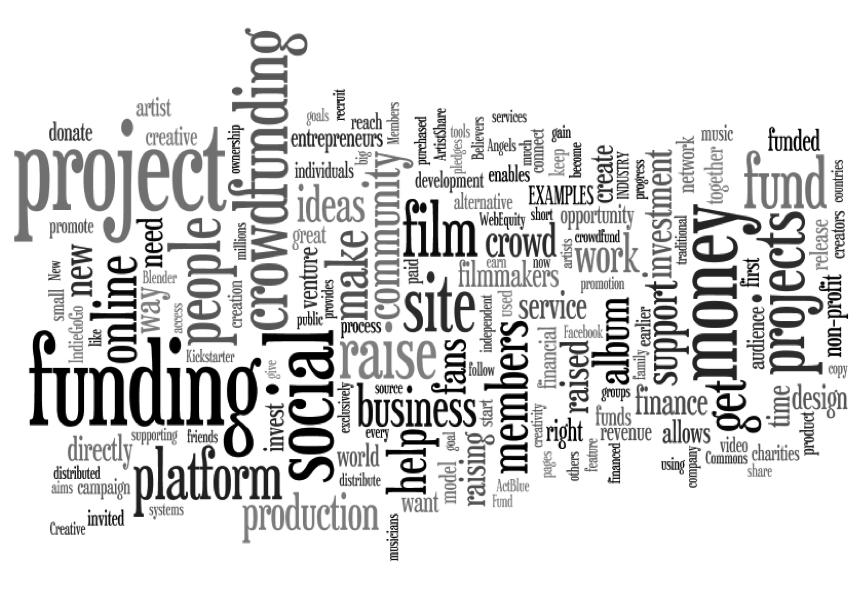 recruit
goals
reach
Members
crowdfunding
artist
donate
creative
project
ownership
entrepreneurs
big
individuals
promote
ideas
great
people
millions
need
new
New
small
IndieGoGo
like
online
way
Blender
access
creation
Kickstarter
venture
public
provides
make
process
community
paid
purchased
ArtistShare
tools
pledges
Believers
services
Angels
much
connect
gain
keep
become
development
enables
alternative
EXAMPLES
create
INDUSTRY
progress
WebEquity
short
opportunity
film
crowd
artists
crowdfund
work
earn
now
filmmakers
promotion
site
used
service
independent
investment
traditional
network
music
together
funded
fund
countries
creators
release
money
projects
first
audience
non-profit
copy
support
earlier
family
album
Facebook
financial
raised
groups
funding
give
social
raise
fans
follow
members
source
exclusively
invest
business
every
start
creativity
right
funds
revenue
finance
get
allows
time
design
product
video
Commons
charities
share
using
company
financed
feature
others
pages
directly
supporting
friends
distributed
aims
campaign
platform
systems
invited
Creative
production
world
distribute
help
goal
model
raising
want
ActBlue
Fund
musicians